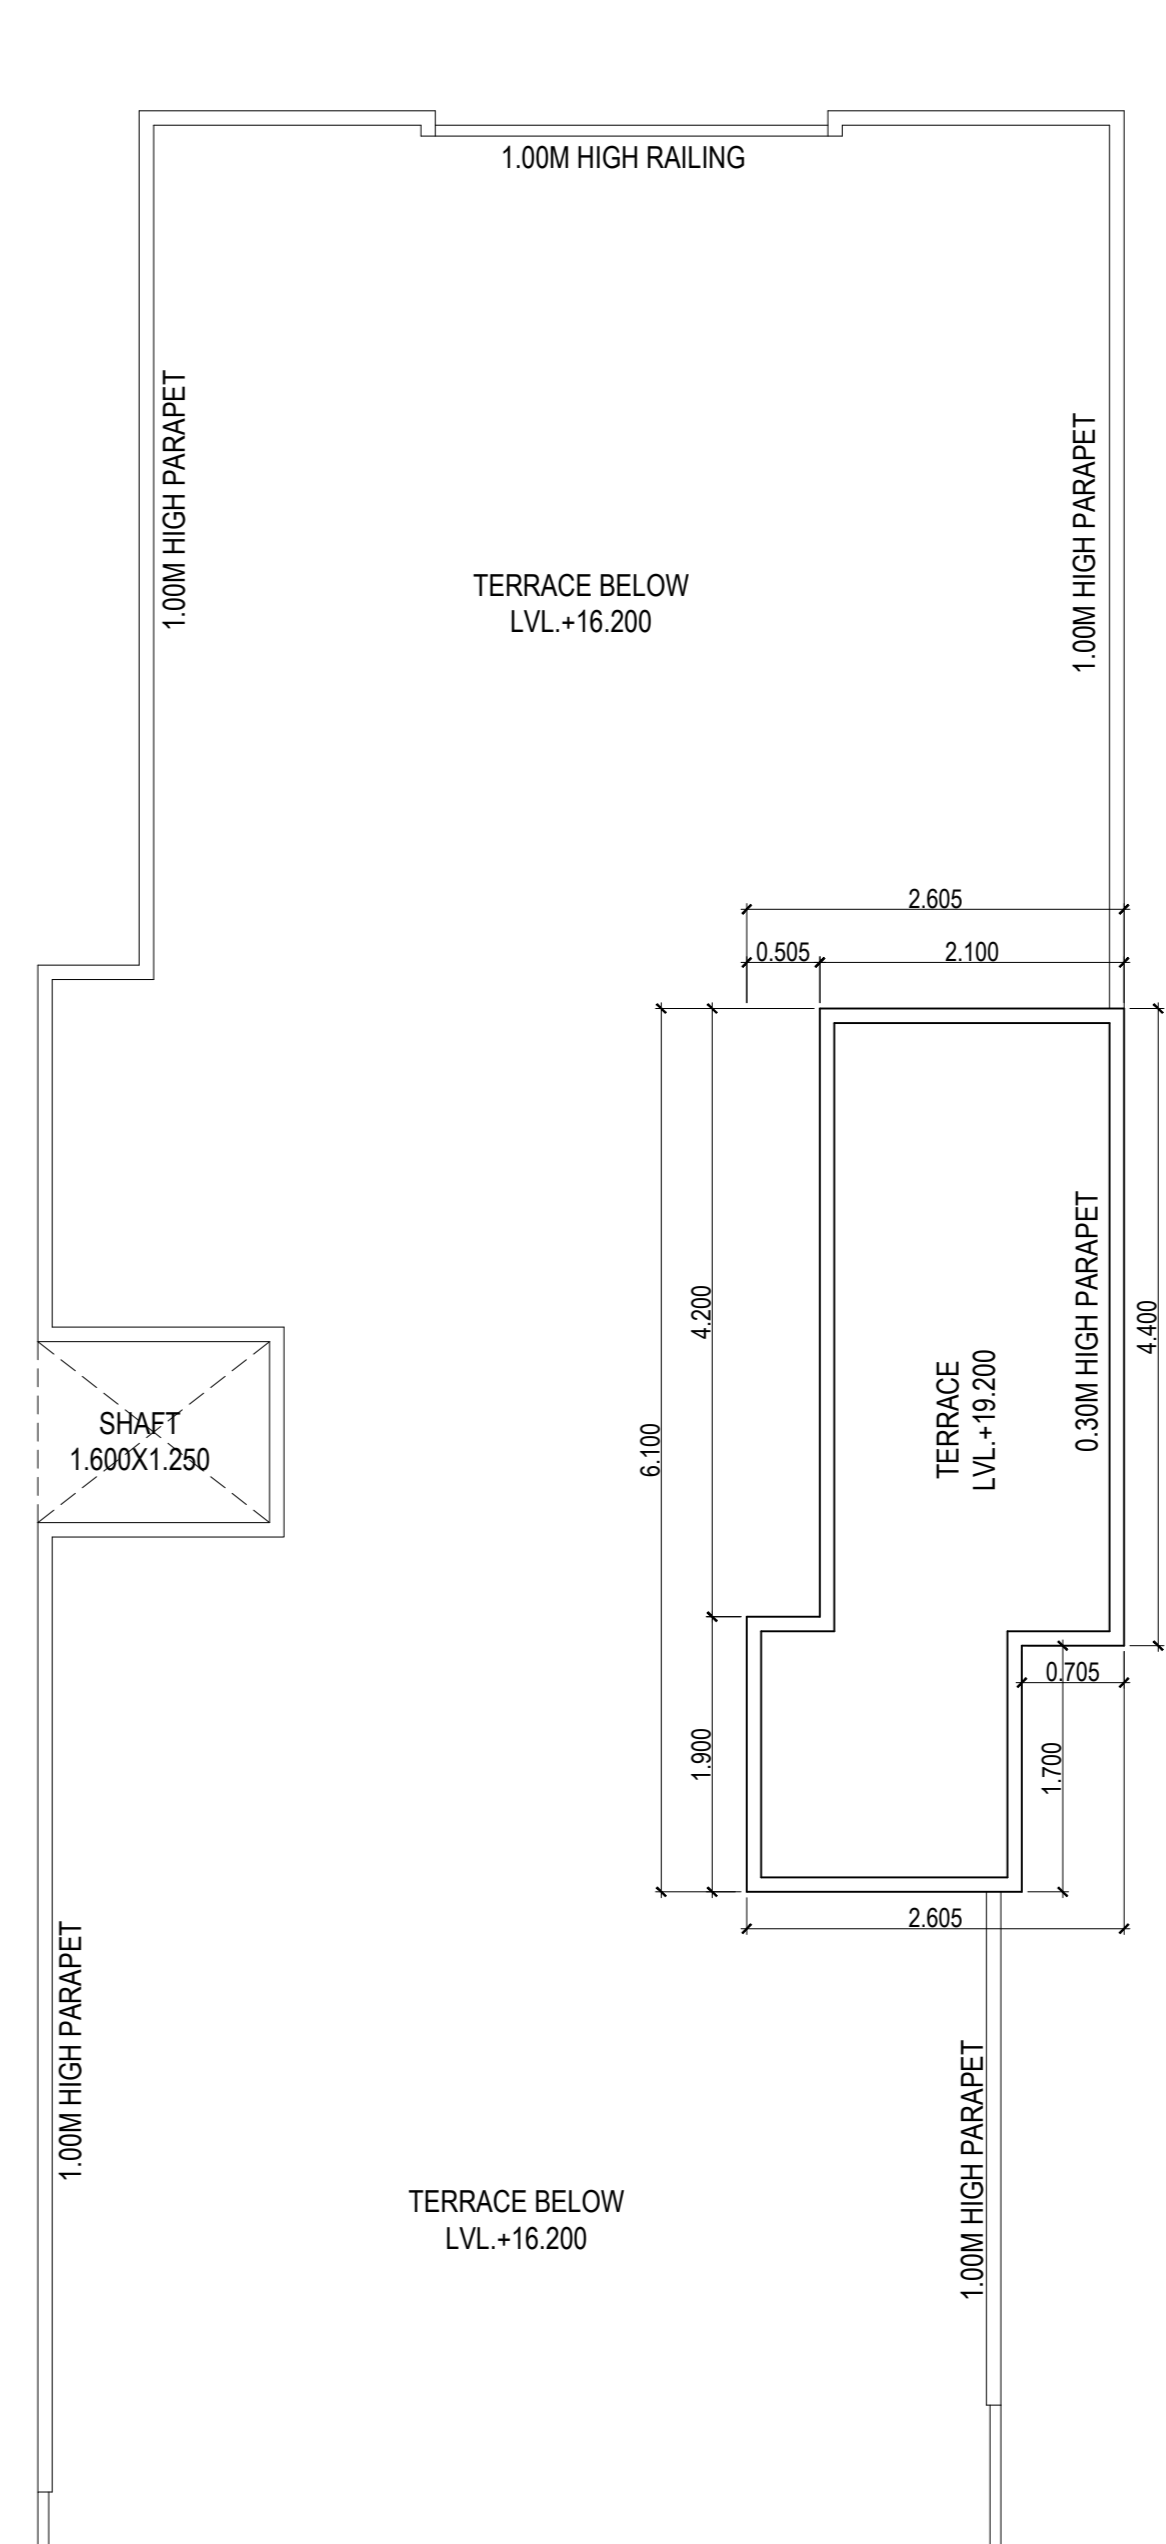 1.00M HIGH RAILING
1.00M HIGH PARAPET
1.00M HIGH PARAPET
TERRACE BELOW
LVL.+16.200
2.605
0.505
2.100
4.200
6.100
0.30M HIGH PARAPET
4.400
TERRACE
LVL.+19.200
SHAFT
1.600X1.250
0.705
1.900
1.700
2.605
1.00M HIGH PARAPET
1.00M HIGH PARAPET
TERRACE BELOW
LVL.+16.200